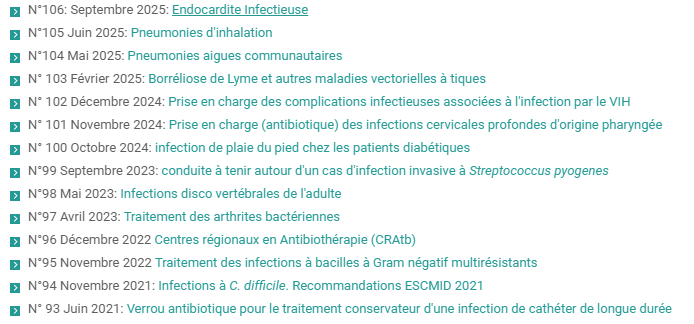 N°106: Septembre 2025: Endocardite Infectieuse
N°105 Juin 2025: Pneumonies d'inhalation
N°104 Mai 2025: Pneumonies aigues communautaires
N° 103 Février 2025: Borréliose de Lyme et autres maladies vectorielles à tiques
N° 102 Décembre 2024: Prise en charge des complications infectieuses associées à l'infection par le VIH
N° 101 Novembre 2024: Prise en charge (antibiotique) des infections cervicales profondes d'origine pharyngée
N° 100 Octobre 2024: infection de plaie du pied chez les patients diabétiques
N°99 Septembre 2023: conduite à tenir autour d'un cas d'infection invasive à Streptococcus pyogenes
N°98 Mai 2023: Infections disco vertébrales de l'adulte
N°97 Avril 2023: Traitement des arthrites bactériennes
N°96 Décembre 2022 Centres régionaux en Antibiothérapie (CRAtb)
N°95 Novembre 2022 Traitement des infections à bacilles à Gram négatif multirésistants
N°94 Novembre 2021: Infections à C. difficile. Recommandations ESCMID 2021
N° 93 Juin 2021: Verrou antibiotique pour le traitement conservateur d'une infection de cathéter de longue durée